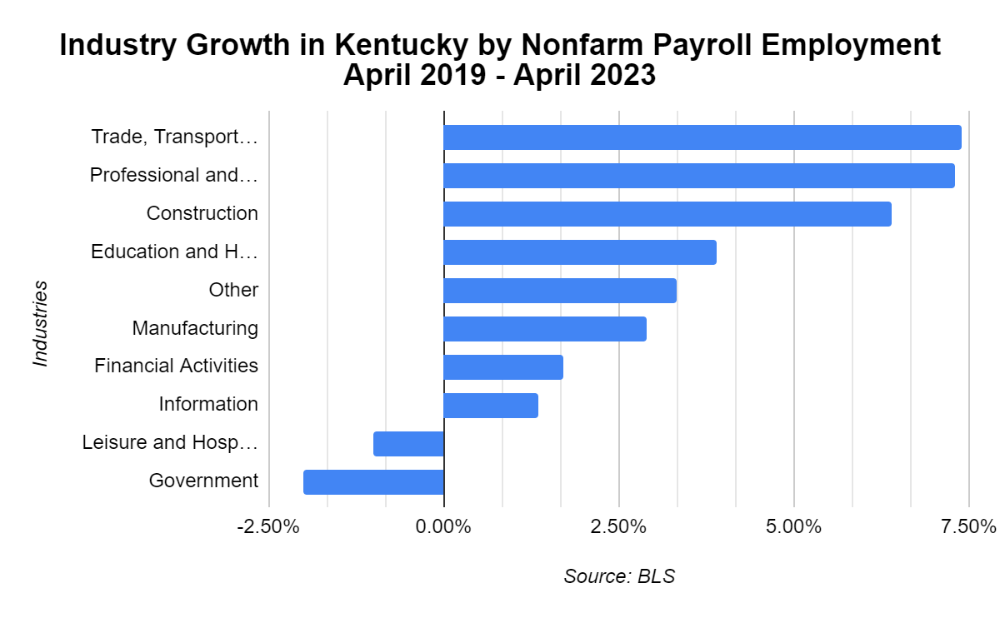 Industry Growth in Kentucky by Nonfarm Payroll Employment
April 2019 - April 2023
Trade, Transport…
Professional and…
Construction
Education and H…
Other
Manufacturing
Financial Activities
Information
Leisure and Hosp…
Government
Industries
-2.50%
0.00%
2.50%
5.00%
7.50%
Source: BLS